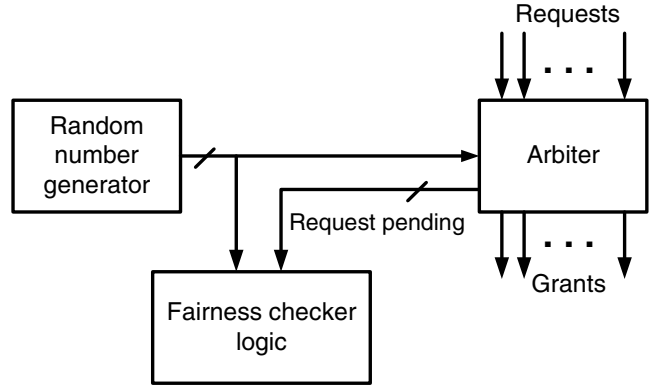 Requests
Random
number
generator
Arbiter
Request pending
Grants
Fairness checker
logic